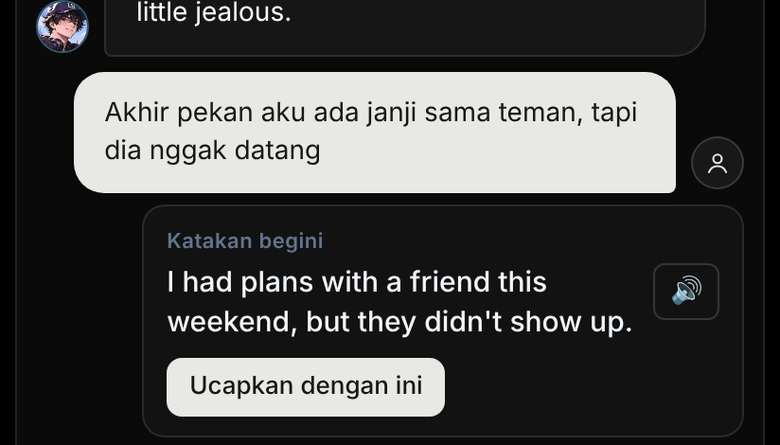 little jealous.
Akhir pekan aku ada janji sama teman, tapi
dia nggak datang
Katakan begini
I had plans with a friend this
weekend, but they didn't show up.
Ucapkan dengan ini